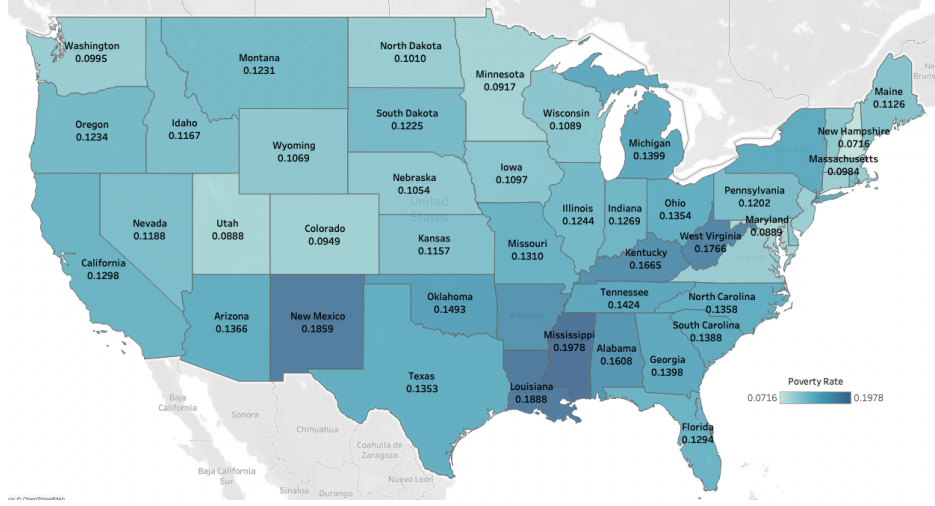 Washington
0.0995
Montana
0.1231
North Dakota
0.1010
Minnesota
0.0917
Maine
0.1126
Oregon
0.1234
Idaho
0.1167
South Dakota
0.1225
Wisconsin
0.1089
Michigan
0.1399
New Hampshire
0.0716
Massachusetts
0.0984
Wyoming
0.1069
Iowa
0.1097
Nebraska
0.1054
Pennsylvania
0.1202
Nevada
0.1188
Utah
0.0888
Colorado
0.0949
United
States
Kansas
0.1157
Illinois
0.1244
Indiana
0.1269
Ohio
0.1354
Maryland
0.0889
West Virginia
0.1766
Missouri
0.1310
Kentucky
0.1665
California
0.1298
Arizona
0.1366
New Mexico
0.1859
Oklahoma
0.1493
Tennessee
0.1424
North Carolina
0.1358
South Carolina
0.1388
Mississippi
0.1978
Alabama
0.1608
Georgia
0.1398
Texas
0.1353
Louisiana
0.1888
Florida
0.1294
Poverty Rate
0.0716
0.1978
Baja
California
Sonora
Chihuahua
Coahuila de
Zaragoza
Baja California
Sur
Nuevo León
Sinaloa
Durango
© OpenStreetMap